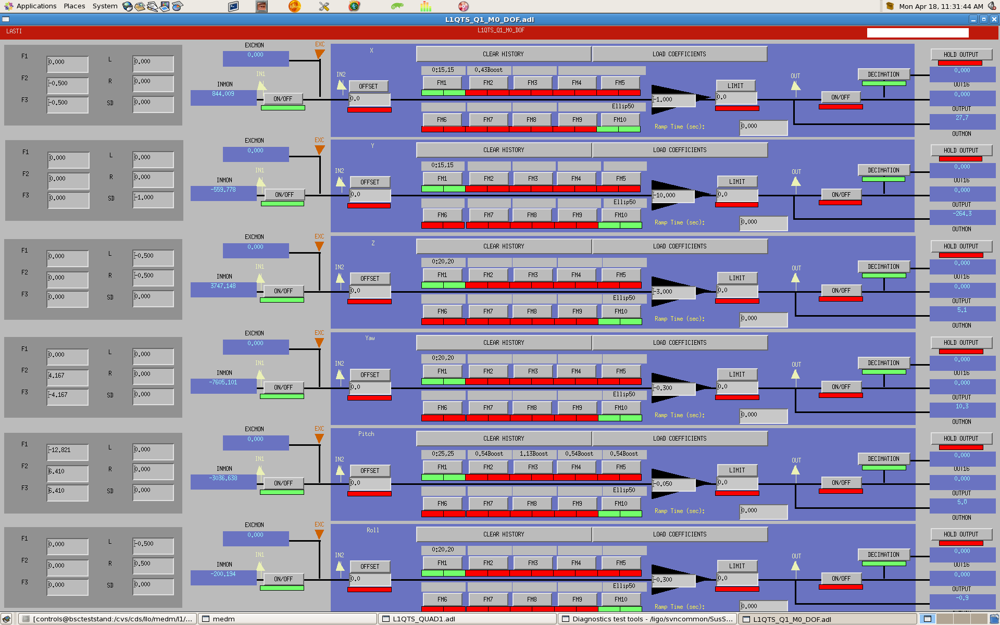 Applications Places System Mon Apr 18, 11:31:44 AM
L1QTS_Q1_M0_DOF.adl
LASTI L1QTS_Q1_M0_DOF
F1 0.000 L 0.000
F2 -0.500 R 0.000
F3 -0.500 SD 0.000
EXCMON EXC
0.000
IN1
INMON
844.009
ON/OFF
X
CLEAR HISTORY LOAD COEFFICIENTS
IN2
OFFSET
0.0
0:15,15 0.43Boost
FM1 FM2 FM3 FM4 FM5
Ellip50
FM6 FM7 FM8 FM9 FM10
-1.000
LIMIT
0.0
Ramp Time (sec): 0.000
OUT
ON/OFF
DECIMATION
HOLD OUTPUT
0.000
OUT16
0.000
OUTPUT
27.7
OUTMON
F1 0.000 L 0.000
F2 0.000 R 0.000
F3 0.000 SD -1.000
EXCMON EXC
0.000
IN1
INMON
-559.778
ON/OFF
Y
CLEAR HISTORY LOAD COEFFICIENTS
IN2
OFFSET
0.0
0:15,15
FM1 FM2 FM3 FM4 FM5
Ellip50
FM6 FM7 FM8 FM9 FM10
-10.000
LIMIT
0.0
Ramp Time (sec): 0.000
OUT
ON/OFF
DECIMATION
HOLD OUTPUT
0.000
OUT16
0.000
OUTPUT
-264.3
OUTMON
F1 0.000 L -0.500
F2 0.000 R -0.500
F3 0.000 SD 0.000
EXCMON EXC
0.000
IN1
INMON
3747.148
ON/OFF
Z
CLEAR HISTORY LOAD COEFFICIENTS
IN2
OFFSET
0.0
0:20,20
FM1 FM2 FM3 FM4 FM5
Ellip50
FM6 FM7 FM8 FM9 FM10
-3.000
LIMIT
0.0
Ramp Time (sec): 0.000
OUT
ON/OFF
DECIMATION
HOLD OUTPUT
0.000
OUT16
0.000
OUTPUT
5.1
OUTMON
F1 0.000 L 0.000
F2 4.167 R 0.000
F3 -4.167 SD 0.000
EXCMON EXC
0.000
IN1
INMON
-7605.101
ON/OFF
Yaw
CLEAR HISTORY LOAD COEFFICIENTS
IN2
OFFSET
0.0
0:20,20
FM1 FM2 FM3 FM4 FM5
Ellip50
FM6 FM7 FM8 FM9 FM10
-0.300
LIMIT
0.0
Ramp Time (sec): 0.000
OUT
ON/OFF
DECIMATION
HOLD OUTPUT
0.000
OUT16
0.000
OUTPUT
10.3
OUTMON
F1 -12.821 L 0.000
F2 6.410 R 0.000
F3 6.410 SD 0.000
EXCMON EXC
0.000
IN1
INMON
-3036.638
ON/OFF
Pitch
CLEAR HISTORY LOAD COEFFICIENTS
IN2
OFFSET
0.0
0:25,25 0.54Boost 1.13Boost 0.54Boost 0.54Boost
FM1 FM2 FM3 FM4 FM5
Ellip50
FM6 FM7 FM8 FM9 FM10
-0.050
LIMIT
0.0
Ramp Time (sec): 0.000
OUT
ON/OFF
DECIMATION
HOLD OUTPUT
0.000
OUT16
0.000
OUTPUT
5.0
OUTMON
F1 0.000 L -0.500
F2 0.000 R 0.500
F3 0.000 SD 0.000
EXCMON EXC
0.000
IN1
INMON
-200.194
ON/OFF
Roll
CLEAR HISTORY LOAD COEFFICIENTS
IN2
OFFSET
0.0
0:20,20
FM1 FM2 FM3 FM4 FM5
Ellip50
FM6 FM7 FM8 FM9 FM10
-0.300
LIMIT
0.0
Ramp Time (sec): 0.000
OUT
ON/OFF
DECIMATION
HOLD OUTPUT
0.000
OUT16
0.000
OUTPUT
-0.9
[controls@bscteststand:/cvs/cds/llo/medm/l1/... medm L1QTS_QUAD1.adl Diagnostics test tools - /ligo/svncommon/SusS... L1QTS_Q1_M0_DOF.adl